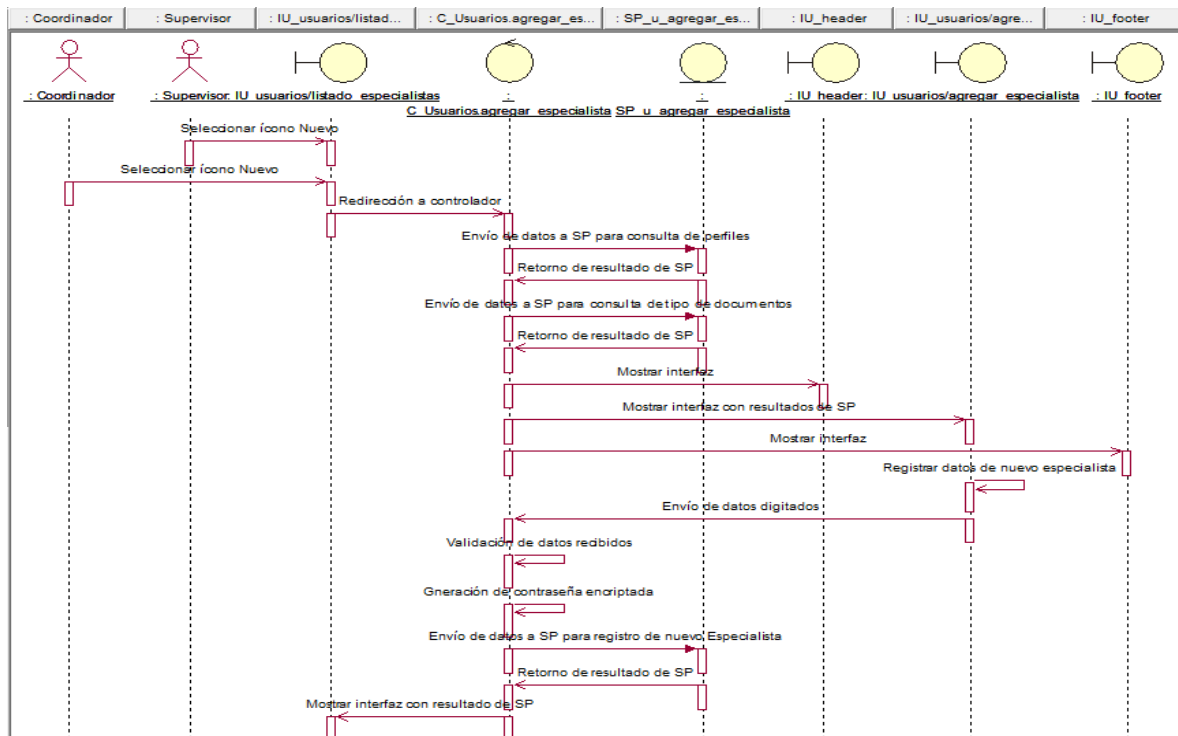 : Coordinador
: Supervisor
: IU_usuarios/listad...
: C_Usuarios.agregar_es...
: SP_u_agregar_es...
: IU_header
: IU_usuarios/agre...
: IU_footer
: Coordinador
: Supervisor
: IU_usuarios/listado_especialistas
:
C_Usuarios.agregar_especialista
:
SP_u_agregar_especialista
: IU_header
: IU_usuarios/agregar_especialista
: IU_footer
Seleccionar ícono Nuevo
Seleccionar ícono Nuevo
Redirección a controlador
Envío de datos a SP para consulta de perfiles
Retorno de resultado de SP
Envío de datos a SP para consulta de tipo de documentos
Retorno de resultado de SP
Mostrar interfaz
Mostrar interfaz con resultados de SP
Mostrar interfaz
Registrar datos de nuevo especialista
Envío de datos digitados
Validación de datos recibidos
Gneración de contraseña encriptada
Envío de datos a SP para registro de nuevo Especialista
Retorno de resultado de SP
Mostrar interfaz con resultado de SP